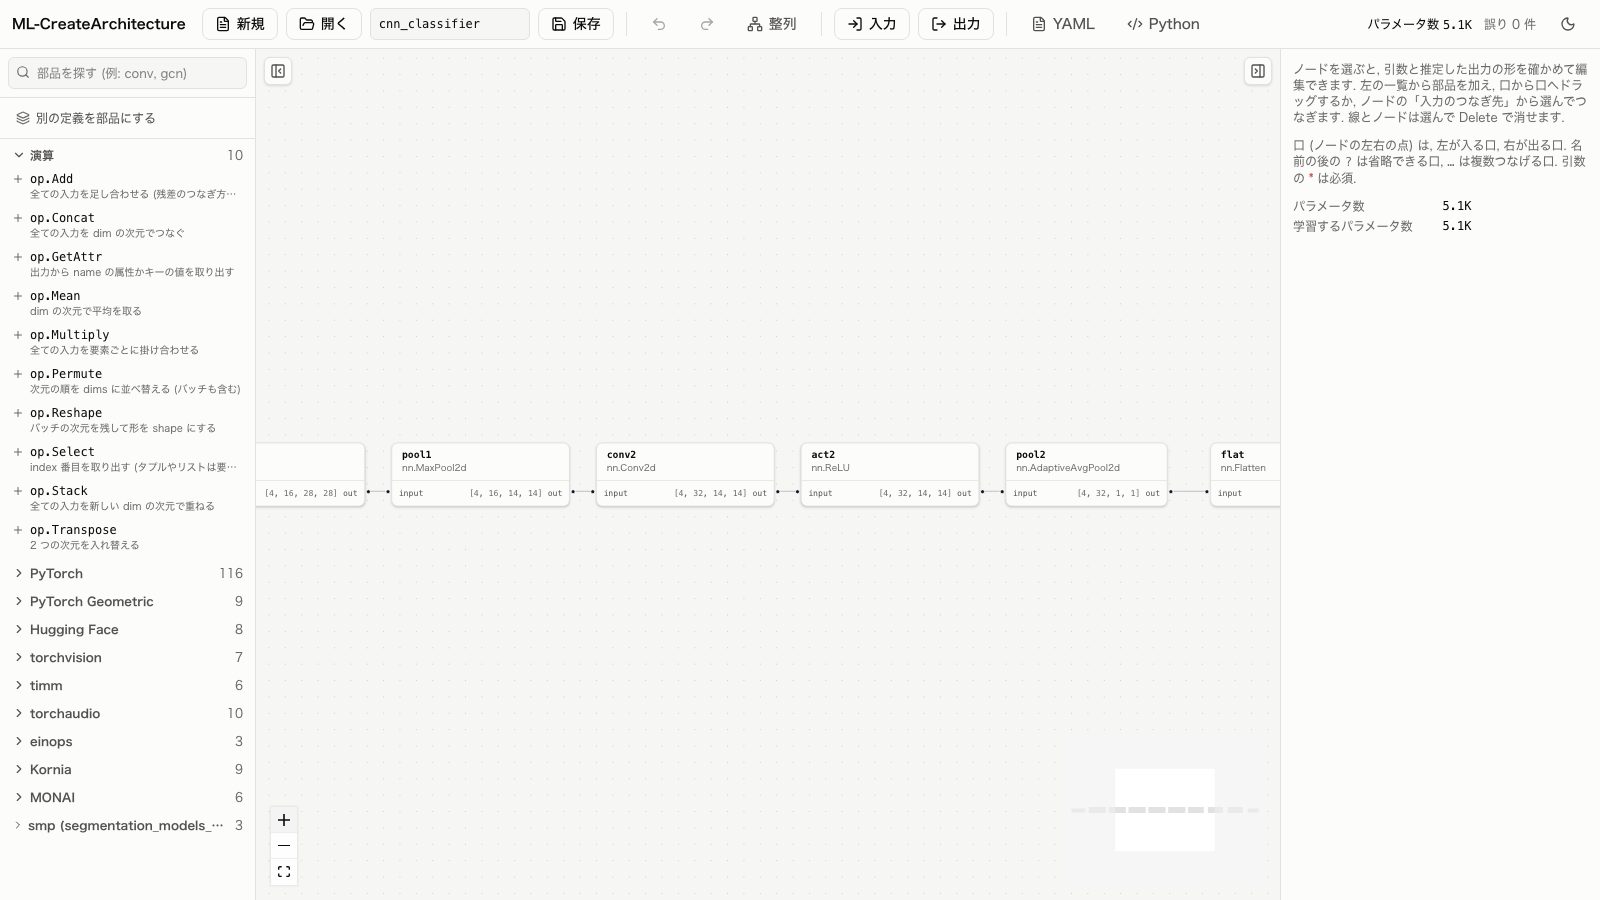 ML-CreateArchitecture
新規
開く
cnn_classifier
保存
整列
入力
出力
YAML
Python
パラメータ数 5.1K 誤り 0 件
部品を探す (例: conv, gcn)
別の定義を部品にする
演算 10
op.Add
全ての入力を足し合わせる (残差のつなぎ方…
op.Concat
全ての入力を dim の次元でつなぐ
op.GetAttr
出力から name の属性かキーの値を取り出す
op.Mean
dim の次元で平均を取る
op.Multiply
全ての入力を要素ごとに掛け合わせる
op.Permute
次元の順を dims に並べ替える (バッチも含む)
op.Reshape
バッチの次元を残して形を shape にする
op.Select
index 番目を取り出す (タプルやリストは要…
op.Stack
全ての入力を新しい dim の次元で重ねる
op.Transpose
2 つの次元を入れ替える
PyTorch 116
PyTorch Geometric 9
Hugging Face 8
torchvision 7
timm 6
torchaudio 10
einops 3
Kornia 9
MONAI 6
smp (segmentation_models_… 3
[4, 16, 28, 28] out
pool1
nn.MaxPool2d
input [4, 16, 14, 14] out
conv2
nn.Conv2d
input [4, 32, 14, 14] out
act2
nn.ReLU
input [4, 32, 14, 14] out
pool2
nn.AdaptiveAvgPool2d
input [4, 32, 1, 1] out
flat
nn.Flatten
input
ノードを選ぶと, 引数と推定した出力の形を確かめて編
集できます. 左の一覧から部品を加え, 口から口へドラ
ッグするか, ノードの「入力のつなぎ先」から選んでつ
なぎます. 線とノードは選んで Delete で消せます.
口 (ノードの左右の点) は, 左が入る口, 右が出る口. 名
前の後の ? は省略できる口, … は複数つなげる口. 引数
の * は必須.
パラメータ数 5.1K
学習するパラメータ数 5.1K